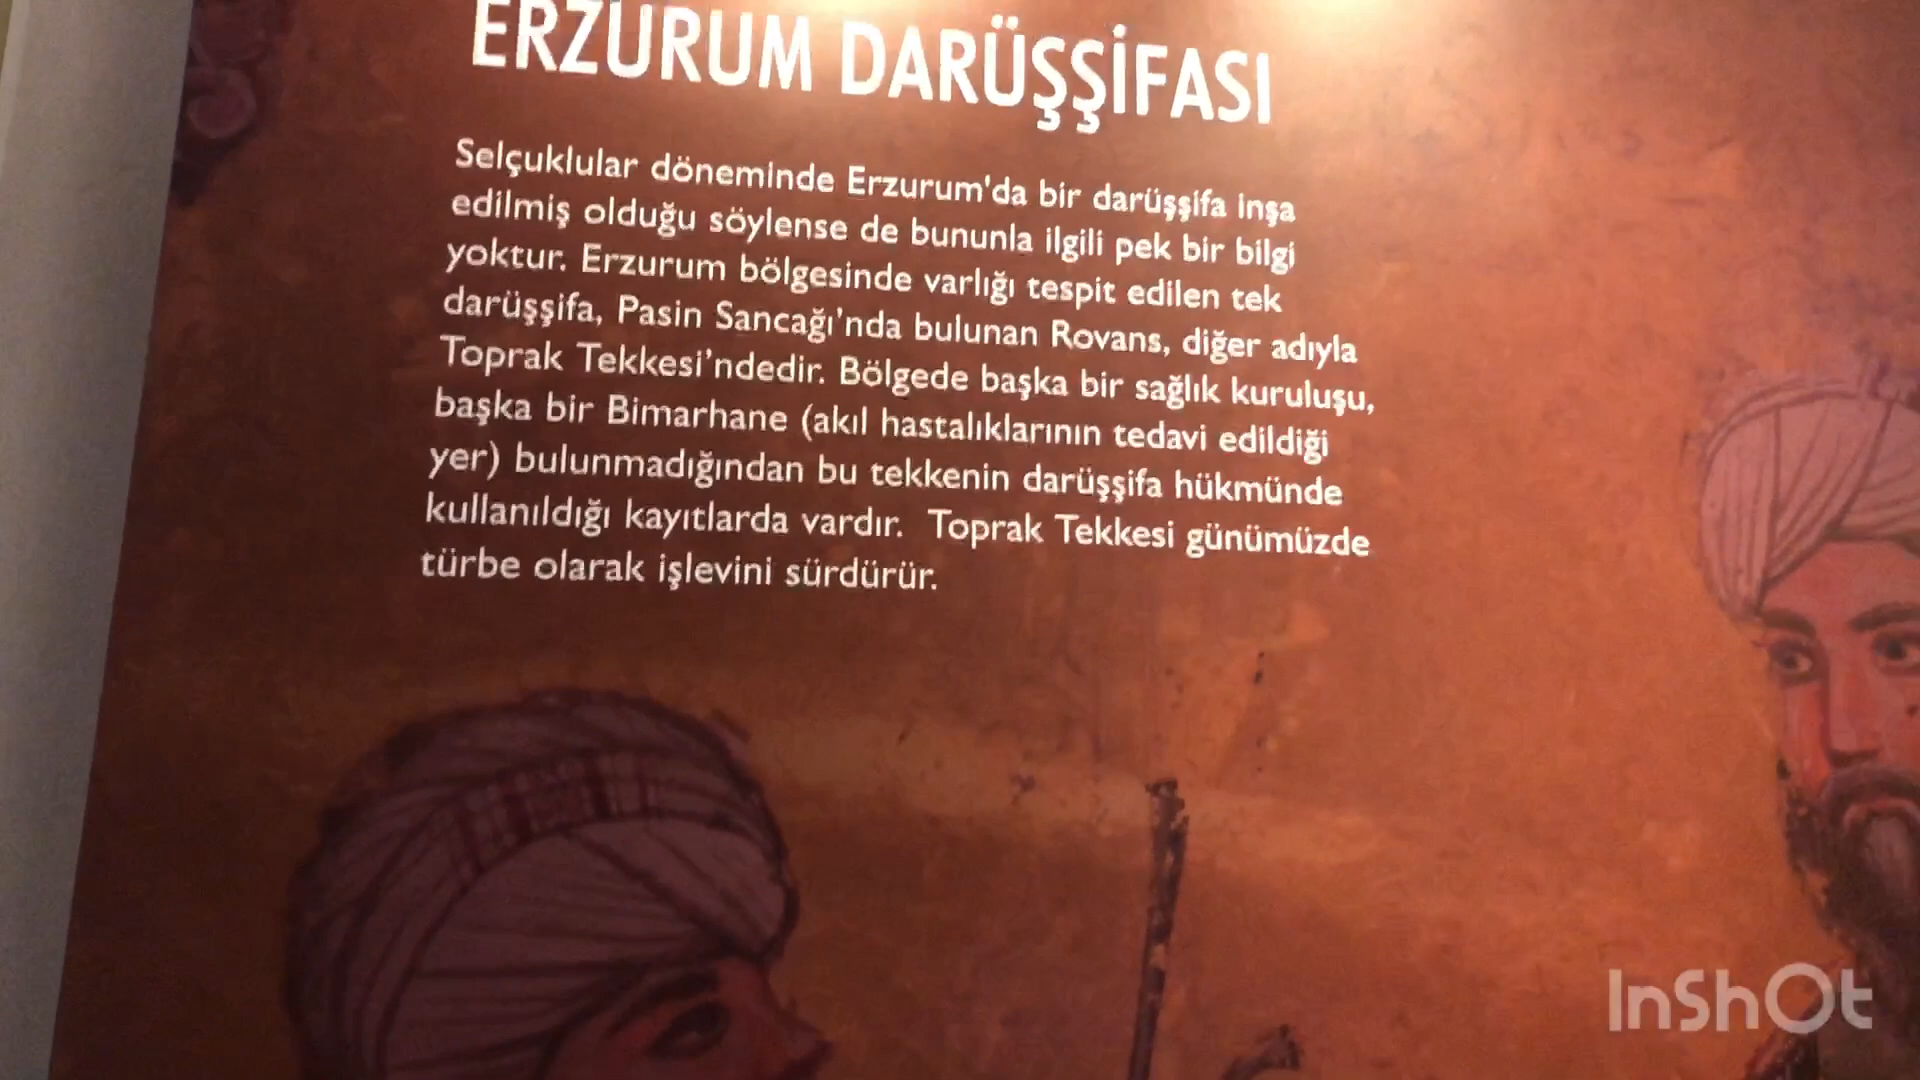 ERZURUM DARÜŞŞİFASI
Selçuklular döneminde Erzurum'da bir darüşşifa inşa
edilmiş olduğu söylense de bununla ilgili pek bir bilgi
yoktur. Erzurum bölgesinde varlığı tespit edilen tek
darüşşifa, Pasin Sancağı’nda bulunan Rovans, diğer adıyla
Toprak Tekkesi’ndedir. Bölgede başka bir sağlık kuruluşu,
başka bir Bimarhane (akıl hastalıklarının tedavi edildiği
yer) bulunmadığından bu tekkenin darüşşifa hükmünde
kullanıldığı kayıtlarda vardır. Toprak Tekkesi günümüzde
türbe olarak işlevini sürdürür.
InShOt